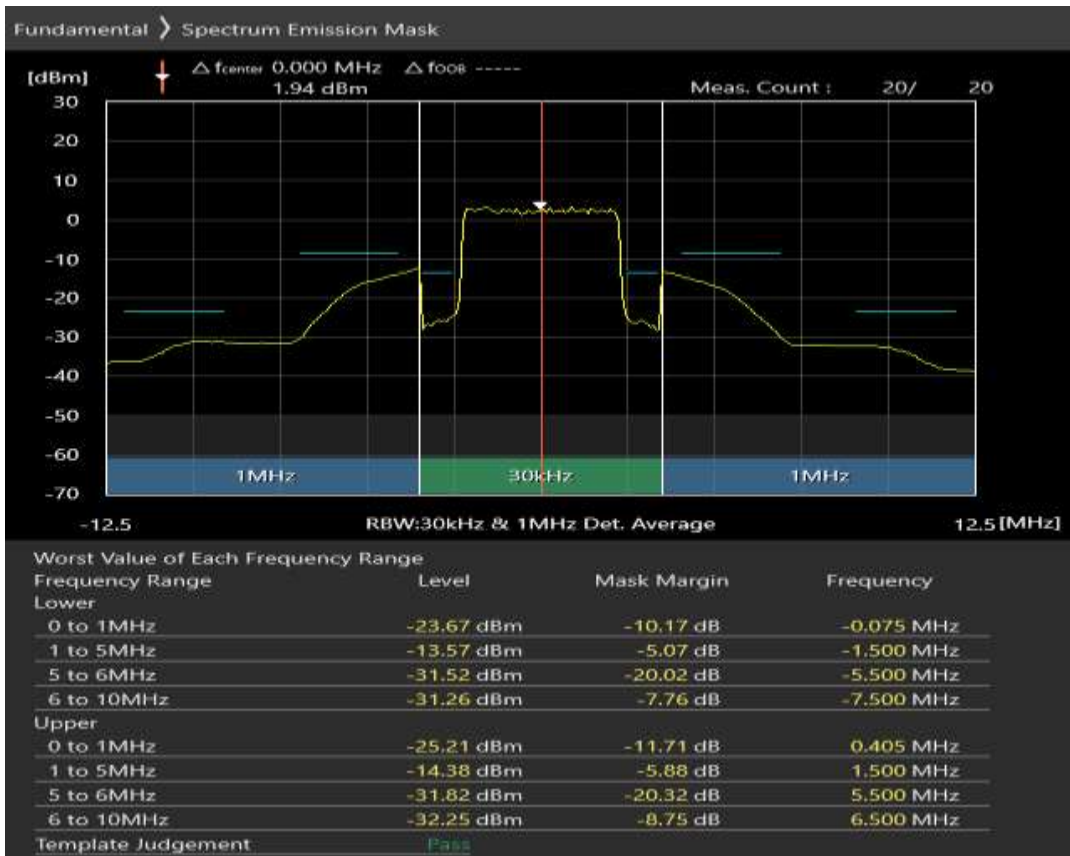 Fundamental ❯ Spectrum Emission Mask
[dBm] △ fcenter 0.000 MHz △ fOOB -----
1.94 dBm Meas. Count : 20/ 20
30
20
10
0
-10
-20
-30
-40
-50
-60
1MHz 30kHz 1MHz
-70
-12.5 RBW:30kHz & 1MHz Det. Average 12.5 [MHz]
Worst Value of Each Frequency Range
Frequency Range Level Mask Margin Frequency
Lower
0 to 1MHz -23.67 dBm -10.17 dB -0.075 MHz
1 to 5MHz -13.57 dBm -5.07 dB -1.500 MHz
5 to 6MHz -31.52 dBm -20.02 dB -5.500 MHz
6 to 10MHz -31.26 dBm -7.76 dB -7.500 MHz
Upper
0 to 1MHz -25.21 dBm -11.71 dB 0.405 MHz
1 to 5MHz -14.38 dBm -5.88 dB 1.500 MHz
5 to 6MHz -31.82 dBm -20.32 dB 5.500 MHz
6 to 10MHz -32.25 dBm -8.75 dB 6.500 MHz
Template Judgement Pass